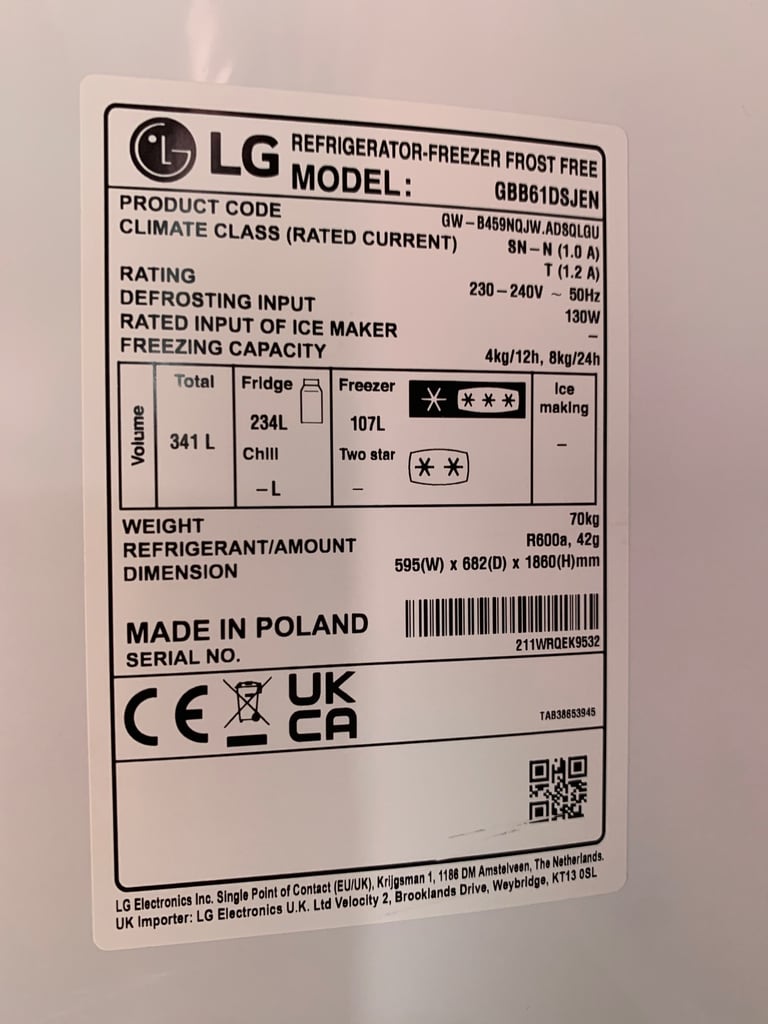 LG REFRIGERATOR-FREEZER FROST FREE
MODEL: GBB61DSJEN
PRODUCT CODE GW-B459NQJW.ADSQLGU
CLIMATE CLASS (RATED CURRENT) SN-N (1.0 A)
T (1.2 A)
RATING 230-240V ~ 50Hz
DEFROSTING INPUT 130W
RATED INPUT OF ICE MAKER –
FREEZING CAPACITY 4kg/12h, 8kg/24h
Volume
Total
341 L
Fridge
234L
Chill
– L
Freezer
107L
Two star
–
Ice
making
–
WEIGHT 70kg
REFRIGERANT/AMOUNT R600a, 42g
DIMENSION 595(W) x 682(D) x 1860(H)mm
MADE IN POLAND
SERIAL NO. 211WRQEK9532
CE UK
CA
TAB38653945
LG Electronics Inc. Single Point of Contact (EU/UK), Krijgsman 1, 1186 DM Amstelveen, The Netherlands.
UK Importer: LG Electronics U.K. Ltd Velocity 2, Brooklands Drive, Weybridge, KT13 0SL